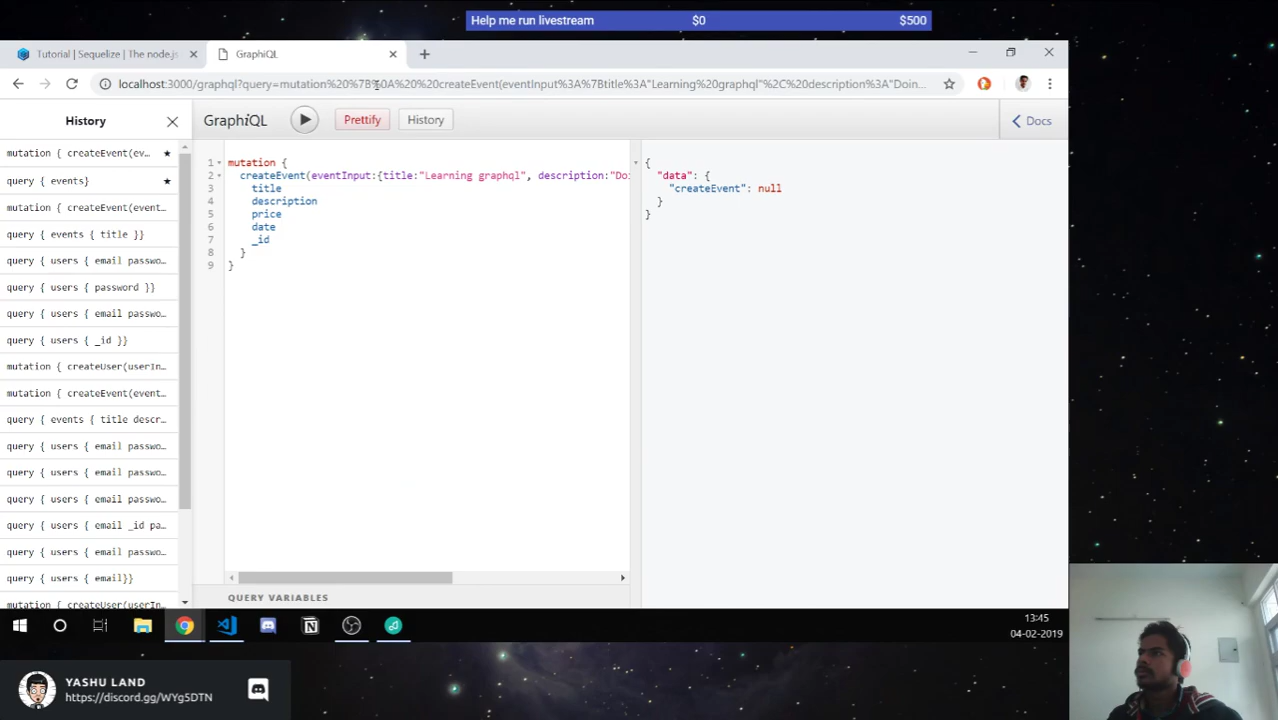 Help me run livestream $0 $500
Tutorial | Sequelize | The node.js
GraphiQL
localhost:3000/graphql?query=mutation%20%7B%0A%20%20createEvent(eventInput%3A%7Btitle%3A"Learning%20graphql"%2C%20description%3A"Doin...
History
GraphiQL
Prettify
History
Docs
mutation { createEvent(ev...
query { events}
mutation { createEvent(event
query { events { title }}
query { users { email passwo...
query { users { password }}
query { users { email passwo...
query { users { _id }}
mutation { createUser(userIn...
mutation { createEvent(event
query { events { title descr...
query { users { email passwo...
query { users { email passwo...
query { users { email passwo...
query { users { email _id pa...
query { users { email passwo...
query { users { email}}
mutation { createUser(userInp...
1 mutation {
2 createEvent(eventInput:{title:"Learning graphql", description:"Doi
3 title
4 description
5 price
6 date
7 _id
8 }
9 }
QUERY VARIABLES
{
"data": {
"createEvent": null
}
}
13:45
04-02-2019
YASHU LAND
https://discord.gg/WYg5DTN